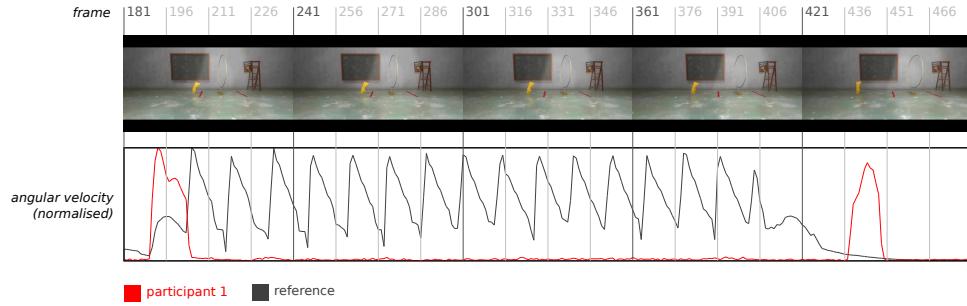 frame 181 196 211 226 241 256 271 286 301 316 331 346 361 376 391 406 421 436 451 466
angular velocity
(normalised)
participant 1 reference